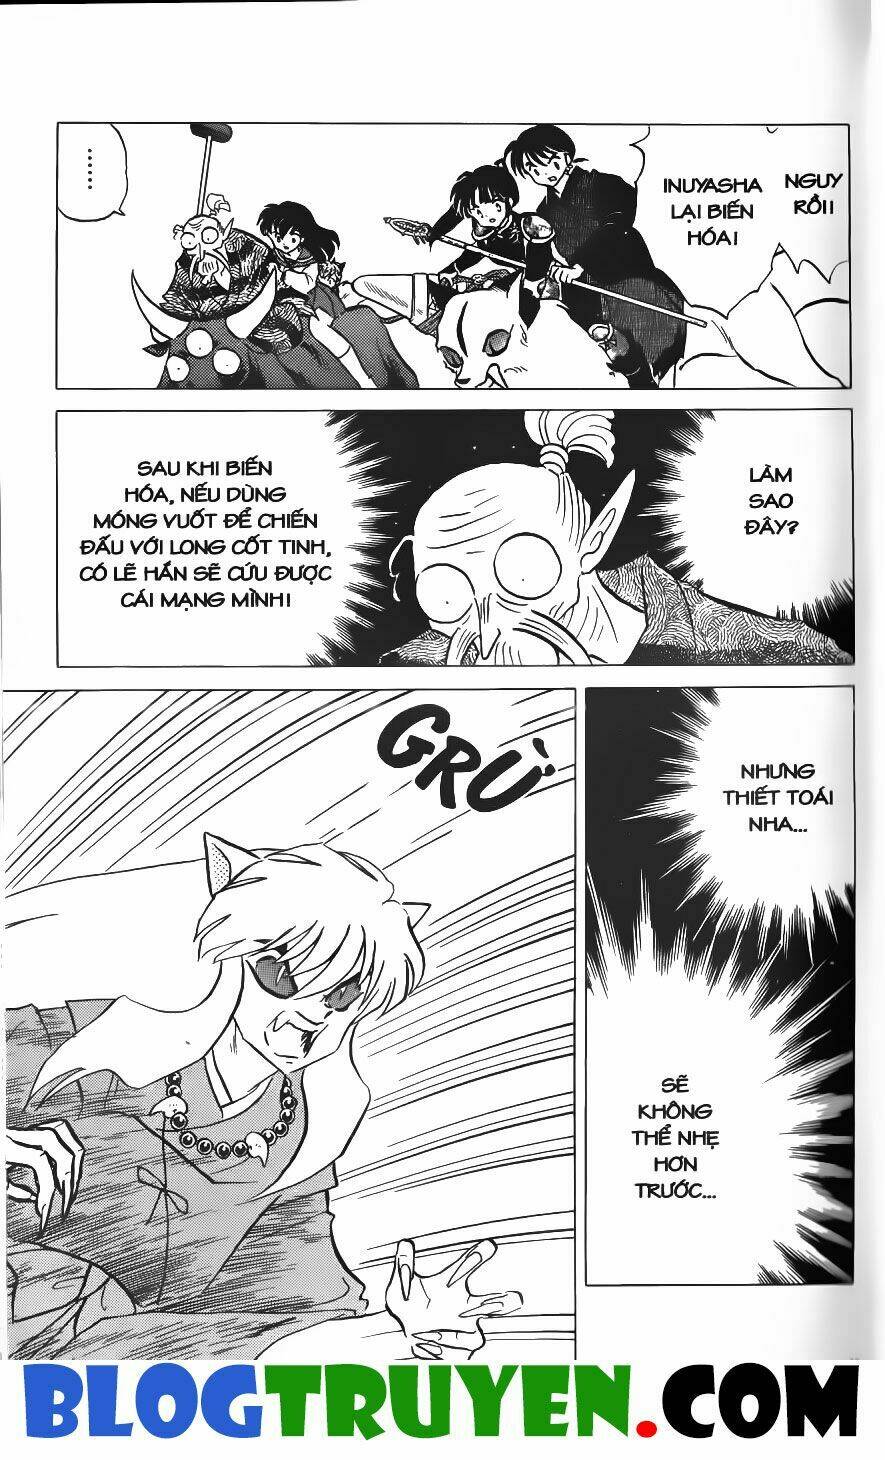 NGUY
RỒI!
INUYASHA
LẠI BIẾN
HÓA!
......
LÀM
SAO
ĐÂY?
SAU KHI BIẾN
HÓA, NẾU DÙNG
MÓNG VUỐT ĐỂ CHIẾN
ĐẤU VỚI LONG CỐT TINH,
CÓ LẼ HẮN SẼ CỨU ĐƯỢC
CÁI MẠNG MÌNH!
NHƯNG
THIẾT TOÁI
NHA...
SẼ
KHÔNG
THỂ NHẸ
HƠN
TRƯỚC...
GRỪ
BLOGTRUYEN.COM